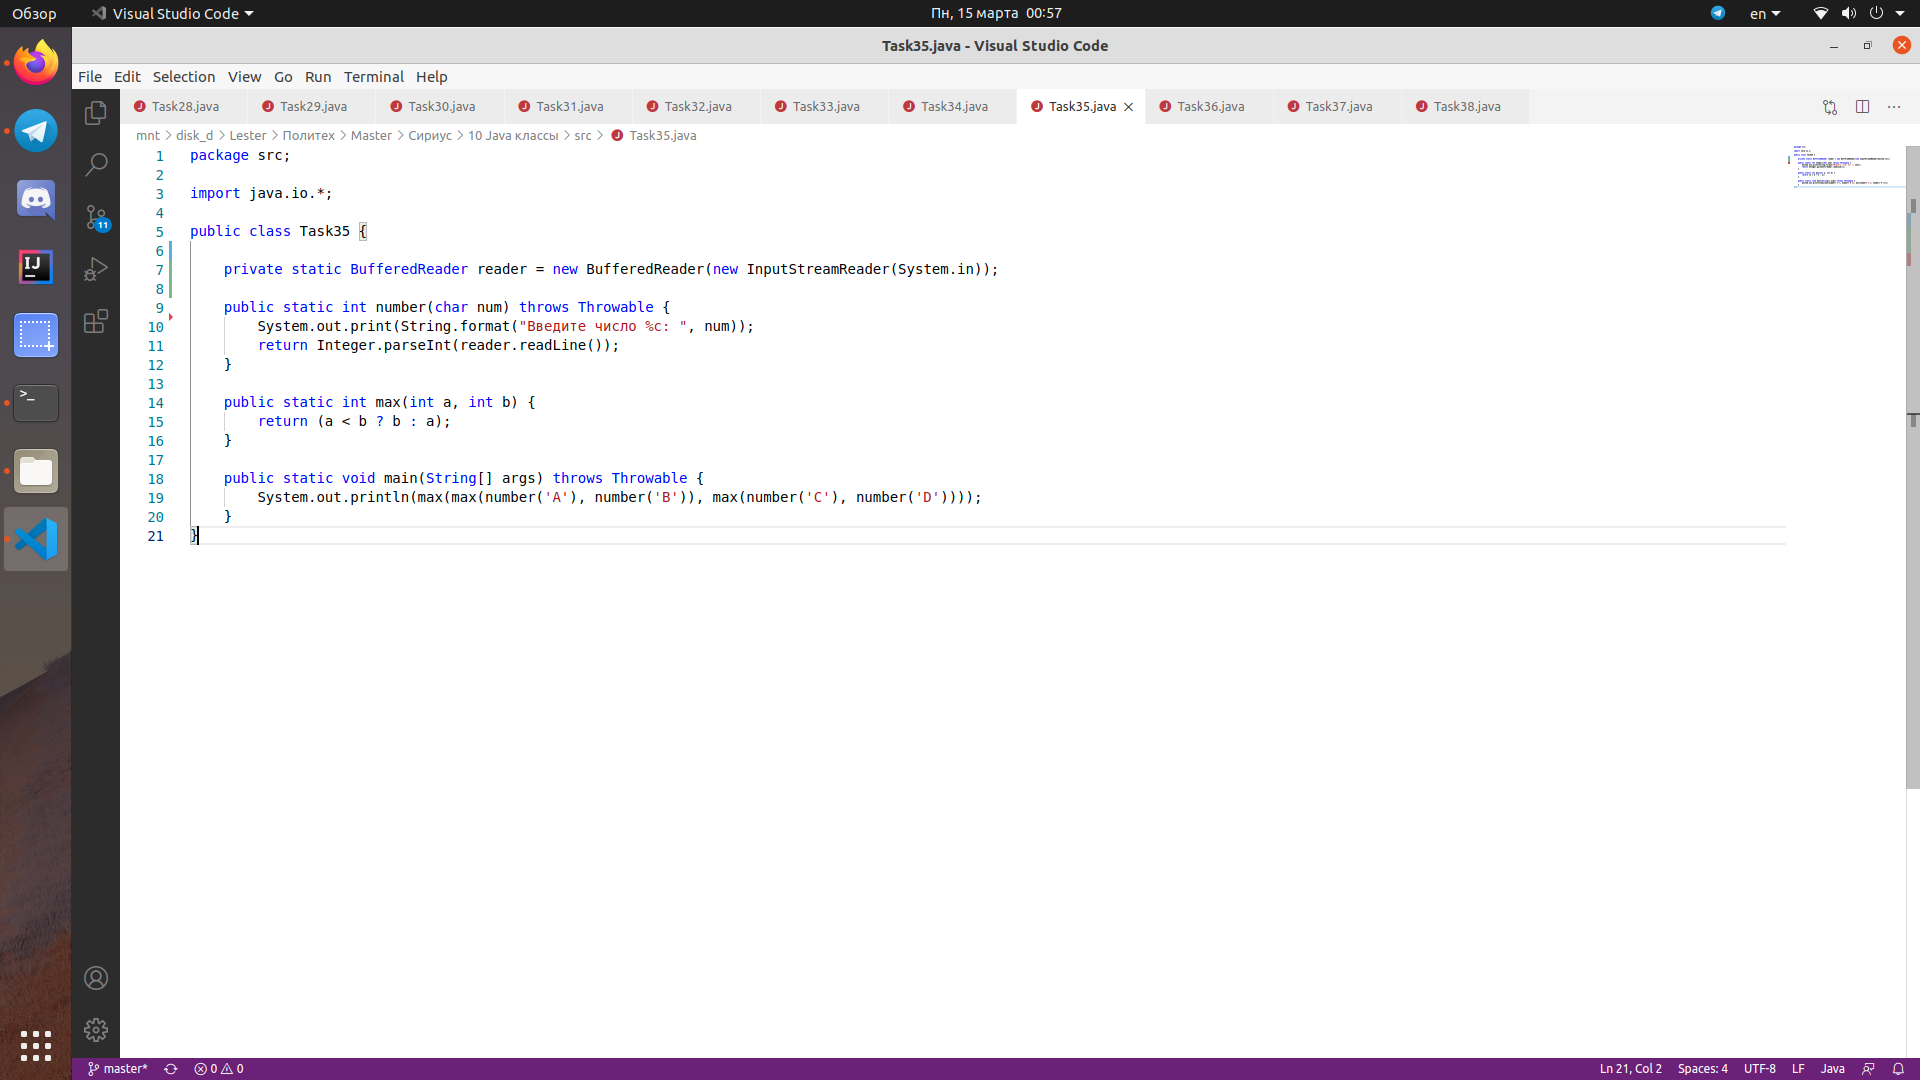 Обзор
Visual Studio Code
Пн, 15 марта 00:57
en
Task35.java - Visual Studio Code
File Edit Selection View Go Run Terminal Help
Task28.java Task29.java Task30.java Task31.java Task32.java Task33.java Task34.java Task35.java Task36.java Task37.java Task38.java
mnt > disk_d > Lester > Политех > Master > Сириус > 10 Java классы > src > Task35.java
1 package src;
2
3 import java.io.*;
4
5 public class Task35 {
6
7 private static BufferedReader reader = new BufferedReader(new InputStreamReader(System.in));
8
9 public static int number(char num) throws Throwable {
10 System.out.print(String.format("Введите число %c: ", num));
11 return Integer.parseInt(reader.readLine());
12 }
13
14 public static int max(int a, int b) {
15 return (a < b ? b : a);
16 }
17
18 public static void main(String[] args) throws Throwable {
19 System.out.println(max(max(number('A'), number('B')), max(number('C'), number('D'))));
20 }
21 }
11
master* 0 0
Ln 21, Col 2 Spaces: 4 UTF-8 LF Java